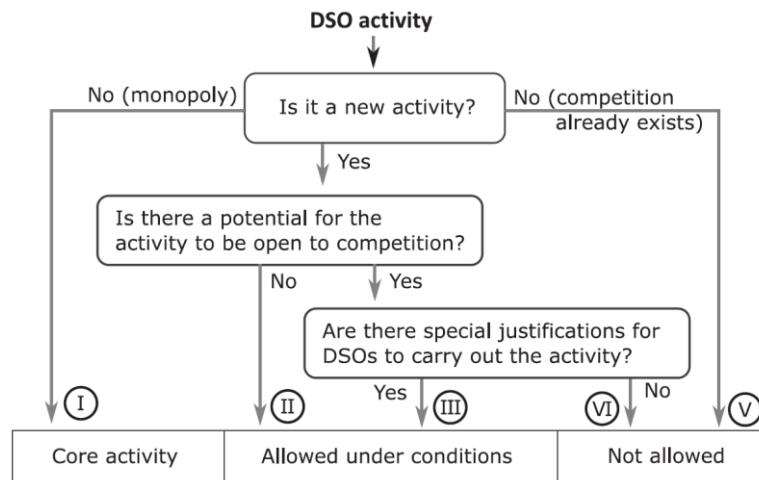 DSO activity
No (monopoly)
Is it a new activity?
No (competition
already exists)
Yes
Is there a potential for the
activity to be open to competition?
No
Yes
Are there special justifications for
DSOs to carry out the activity?
Yes
No
I
II
III
VI
V
Core activity
Allowed under conditions
Not allowed